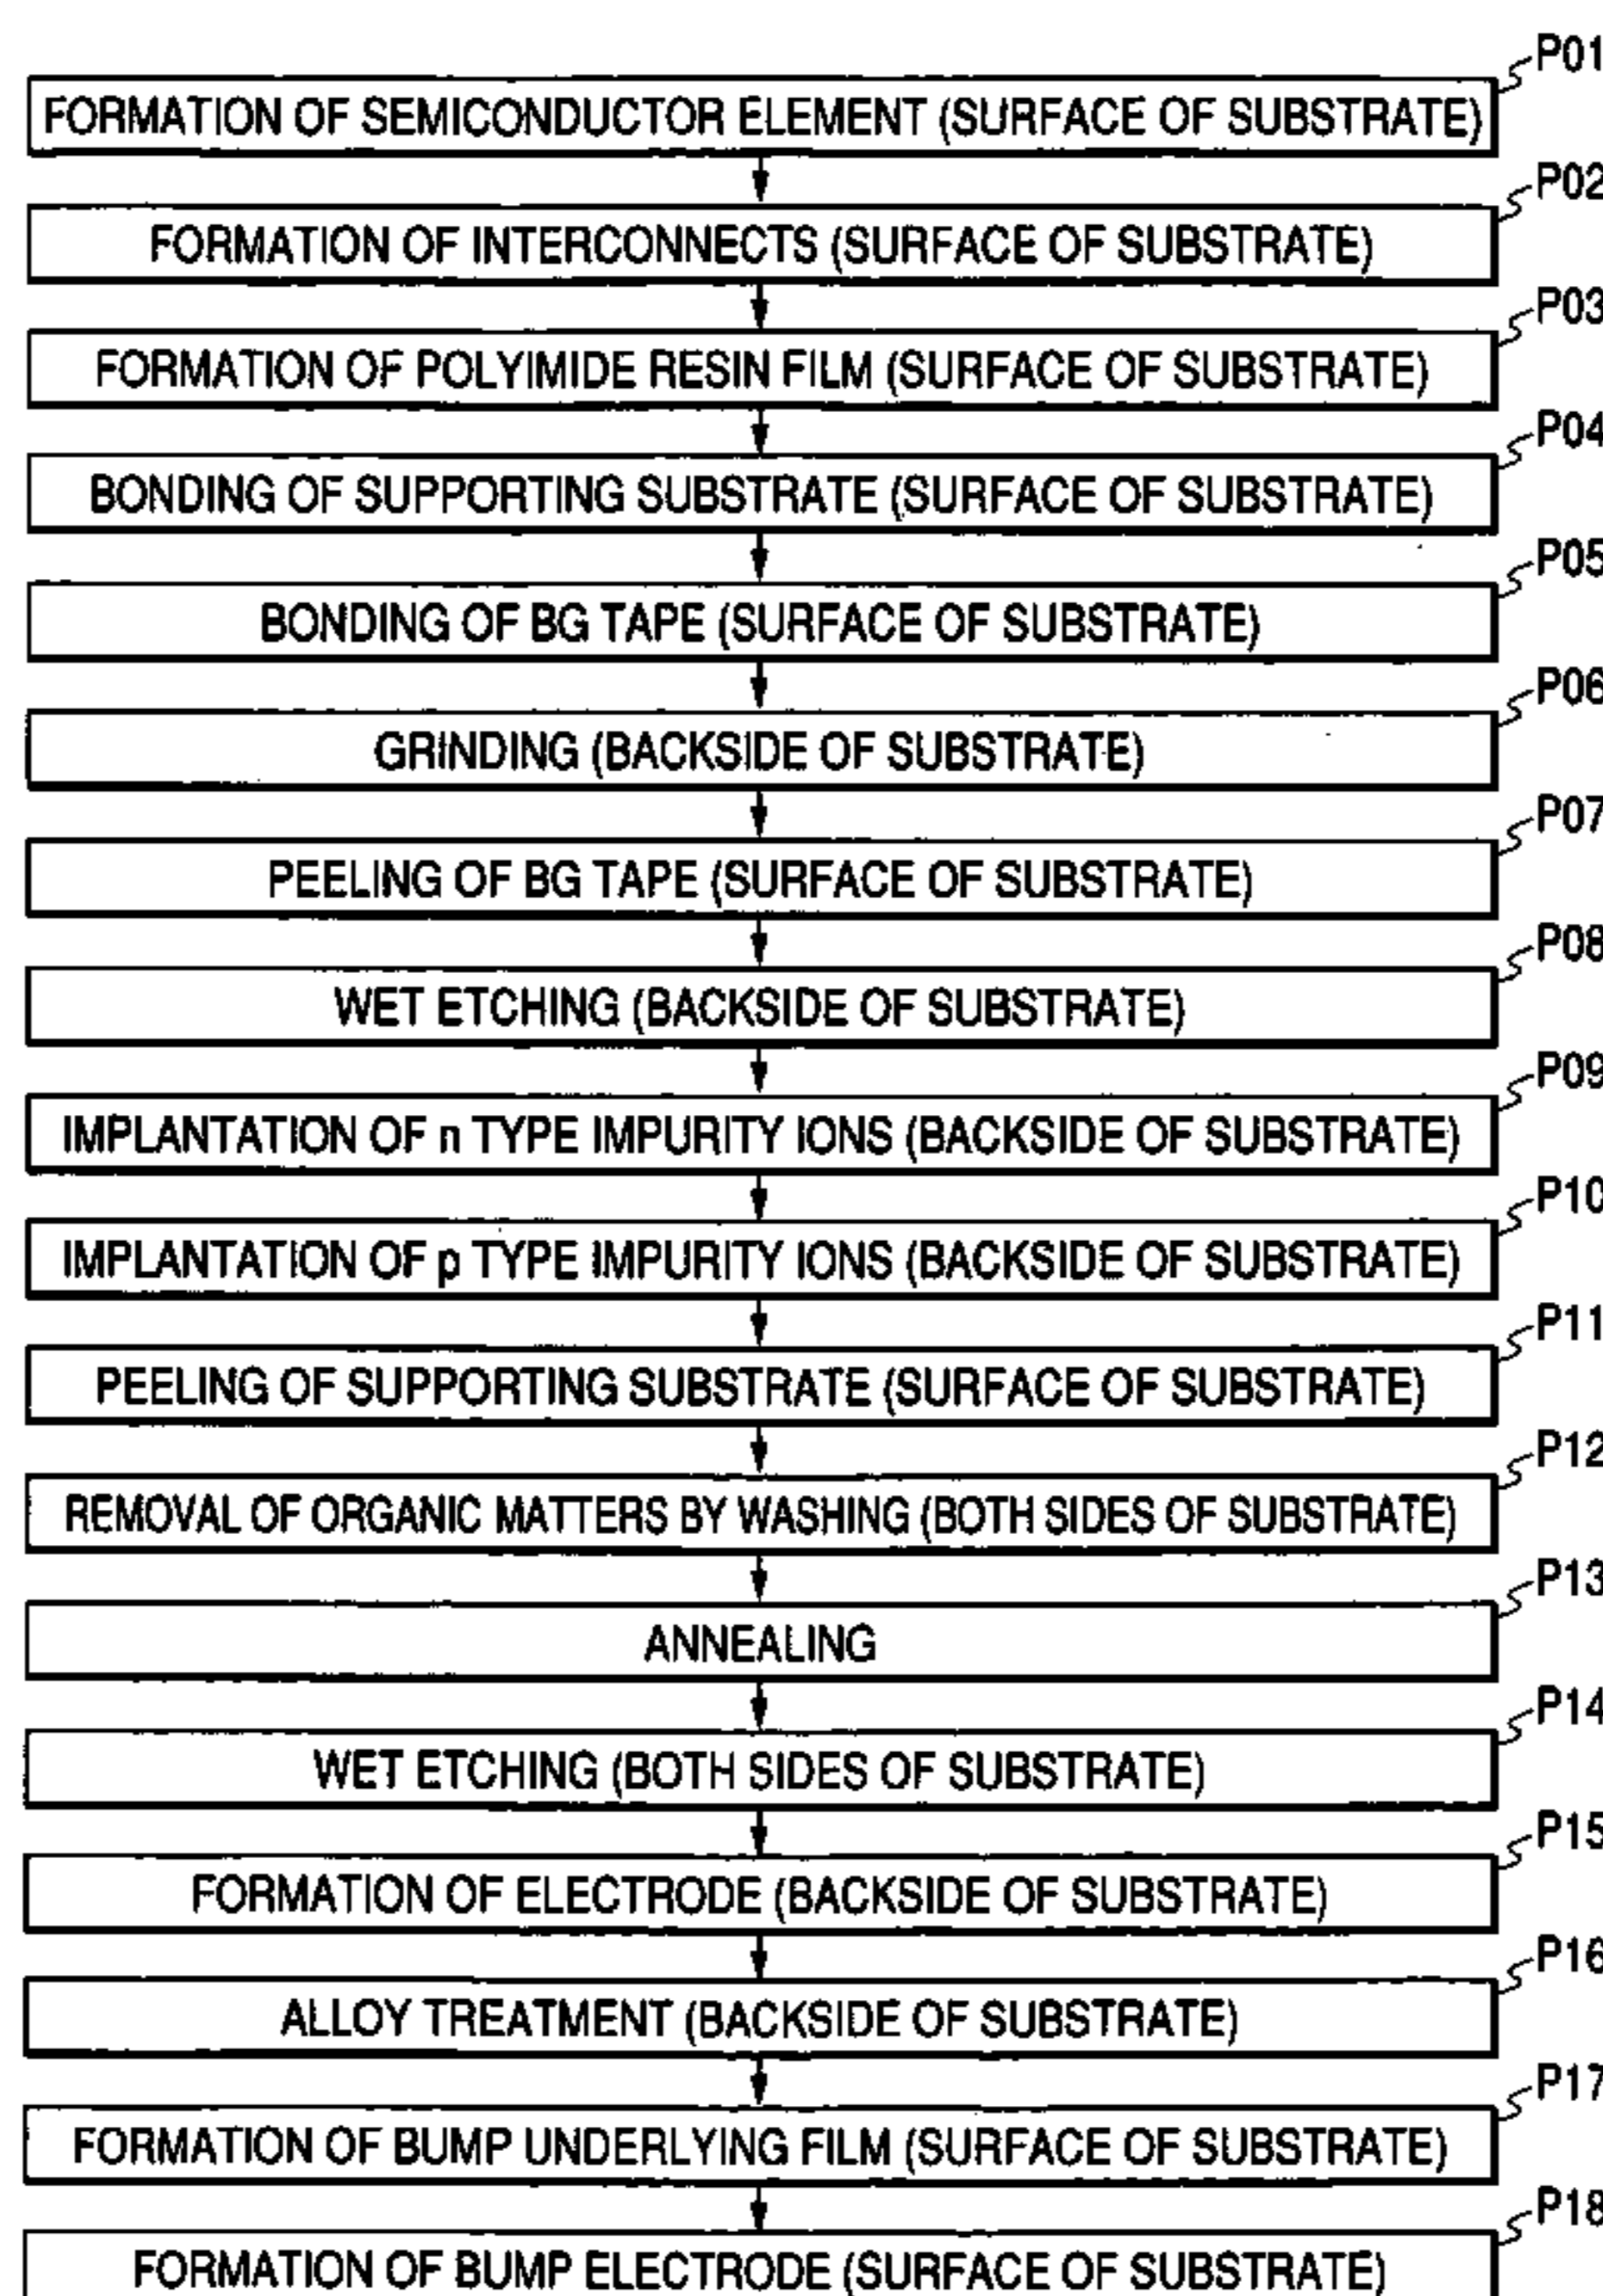 P01
FORMATION OF SEMICONDUCTOR ELEMENT (SURFACE OF SUBSTRATE)
P02
FORMATION OF INTERCONNECTS (SURFACE OF SUBSTRATE)
P03
FORMATION OF POLYIMIDE RESIN FILM (SURFACE OF SUBSTRATE)
P04
BONDING OF SUPPORTING SUBSTRATE (SURFACE OF SUBSTRATE)
P05
BONDING OF BG TAPE (SURFACE OF SUBSTRATE)
P06
GRINDING (BACKSIDE OF SUBSTRATE)
P07
PEELING OF BG TAPE (SURFACE OF SUBSTRATE)
P08
WET ETCHING (BACKSIDE OF SUBSTRATE)
P09
IMPLANTATION OF n TYPE IMPURITY IONS (BACKSIDE OF SUBSTRATE)
P10
IMPLANTATION OF p TYPE IMPURITY IONS (BACKSIDE OF SUBSTRATE)
P11
PEELING OF SUPPORTING SUBSTRATE (SURFACE OF SUBSTRATE)
P12
REMOVAL OF ORGANIC MATTERS BY WASHING (BOTH SIDES OF SUBSTRATE)
P13
ANNEALING
P14
WET ETCHING (BOTH SIDES OF SUBSTRATE)
P15
FORMATION OF ELECTRODE (BACKSIDE OF SUBSTRATE)
P16
ALLOY TREATMENT (BACKSIDE OF SUBSTRATE)
P17
FORMATION OF BUMP UNDERLYING FILM (SURFACE OF SUBSTRATE)
P18
FORMATION OF BUMP ELECTRODE (SURFACE OF SUBSTRATE)